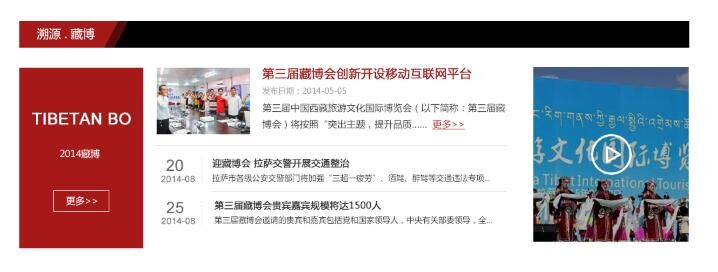 溯源 . 藏博
TIBETAN BO
2014藏博
更多>>
第三届藏博会创新开设移动互联网平台
发布日期：2014-05-05
第三届中国西藏旅游文化国际博览会（以下简称：第三届藏
博会）将按照“突出主题，提升品质...... 更多>>
20
2014-08
迎藏博会 拉萨交警开展交通整治
拉萨市各级公安交警部门将加强“三超一疲劳”、酒驾、醉驾等交通违法专项...
25
2014-08
第三届藏博会贵宾嘉宾规模将达1500人
第三届藏博会邀请的贵宾和嘉宾包括党和国家领导人，中央有关部委领导，全...
游文化国际博览
Tibet International Touris